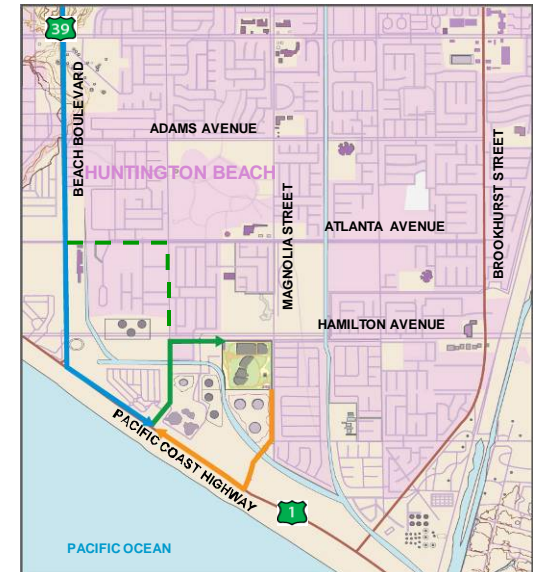 39
BEACH BOULEVARD
ADAMS AVENUE
HUNTINGTON BEACH
MAGNOLIA STREET
ATLANTA AVENUE
BROOKHURST STREET
HAMILTON AVENUE
PACIFIC COAST HIGHWAY
1
PACIFIC OCEAN